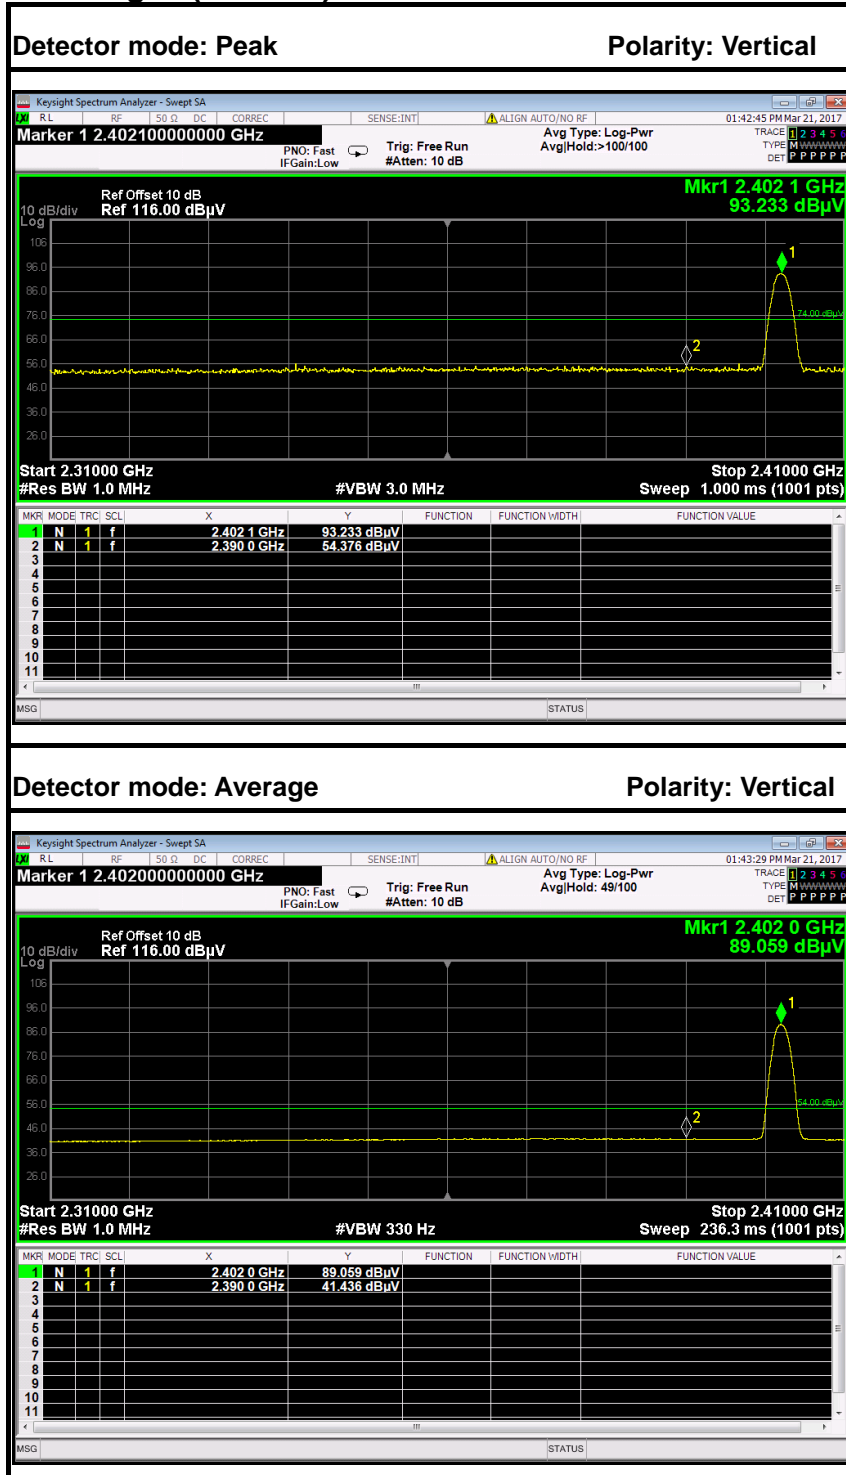 Detector mode: Peak Polarity: Vertical
Keysight Spectrum Analyzer - Swept SA
LXI RL RF 50 Ω DC CORREC SENSE:INT ALIGN AUTO/NO RF 01:42:45 PM Mar 21, 2017
Marker 1 2.402100000000 GHz Avg Type: Log-Pwr TRACE 1 2 3 4 5 6
PNO: Fast Trig: Free Run Avg|Hold:>100/100 TYPE M WWWWW
IFGain:Low #Atten: 10 dB DET P P P P P P
Mkr1 2.402 1 GHz
Ref Offset 10 dB
10 dB/div Ref 116.00 dBµV 93.233 dBµV
Log
106
1
96.0
86.0
76.0
74.00 dBµV
66.0
2
56.0
46.0
36.0
26.0
Start 2.31000 GHz Stop 2.41000 GHz
#Res BW 1.0 MHz #VBW 3.0 MHz Sweep 1.000 ms (1001 pts)
MKR MODE TRC SCL X Y FUNCTION FUNCTION WIDTH FUNCTION VALUE
1 N 1 f 2.402 1 GHz 93.233 dBµV
2 N 1 f 2.390 0 GHz 54.376 dBµV
3
4
5
6
7
8
9
10
11
MSG STATUS
Detector mode: Average Polarity: Vertical
Keysight Spectrum Analyzer - Swept SA
LXI RL RF 50 Ω DC CORREC SENSE:INT ALIGN AUTO/NO RF 01:43:29 PM Mar 21, 2017
Marker 1 2.402000000000 GHz Avg Type: Log-Pwr TRACE 1 2 3 4 5 6
PNO: Fast Trig: Free Run Avg|Hold: 49/100 TYPE M WWWWW
IFGain:Low #Atten: 10 dB DET P P P P P P
Mkr1 2.402 0 GHz
Ref Offset 10 dB
10 dB/div Ref 116.00 dBµV 89.059 dBµV
Log
106
96.0
1
86.0
76.0
66.0
56.0
54.00 dBµV
46.0
2
36.0
26.0
Start 2.31000 GHz Stop 2.41000 GHz
#Res BW 1.0 MHz #VBW 330 Hz Sweep 236.3 ms (1001 pts)
MKR MODE TRC SCL X Y FUNCTION FUNCTION WIDTH FUNCTION VALUE
1 N 1 f 2.402 0 GHz 89.059 dBµV
2 N 1 f 2.390 0 GHz 41.436 dBµV
3
4
5
6
7
8
9
10
11
MSG STATUS